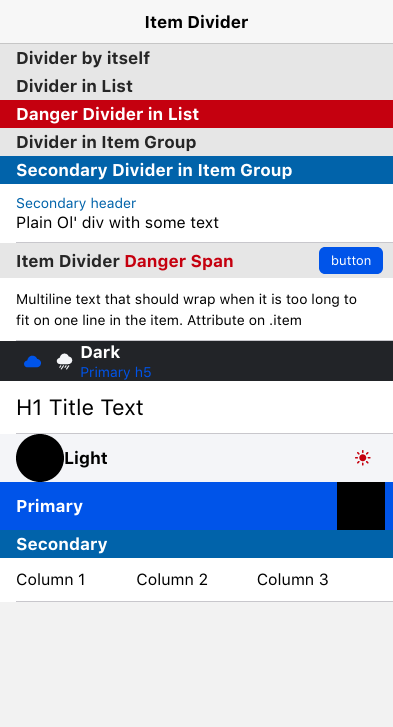 Item Divider
Divider by itself
Divider in List
Danger Divider in List
Divider in Item Group
Secondary Divider in Item Group
Secondary header
Plain Ol' div with some text
Item Divider Danger Span
button
Multiline text that should wrap when it is too long to
fit on one line in the item. Attribute on .item
Dark
Primary h5
H1 Title Text
Light
Primary
Secondary
Column 1 Column 2 Column 3